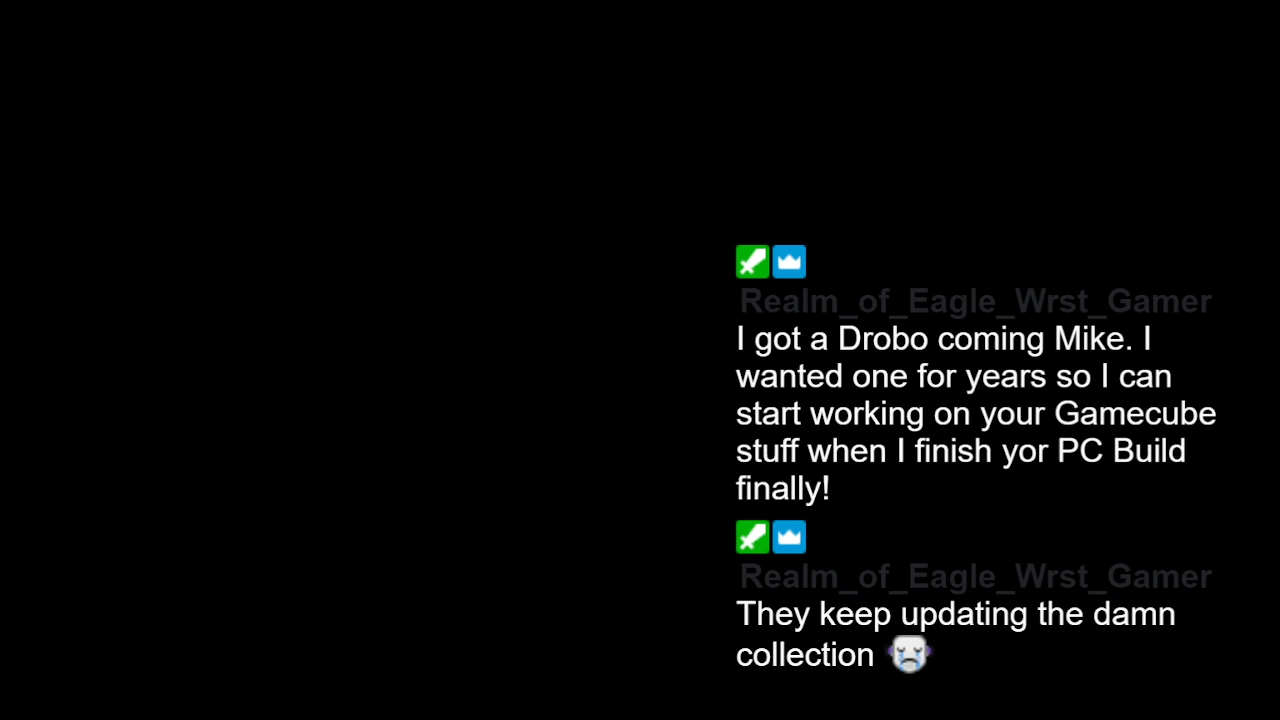 Realm_of_Eagle_Wrst_Gamer
I got a Drobo coming Mike. I
wanted one for years so I can
start working on your Gamecube
stuff when I finish yor PC Build
finally!
Realm_of_Eagle_Wrst_Gamer
They keep updating the damn
collection